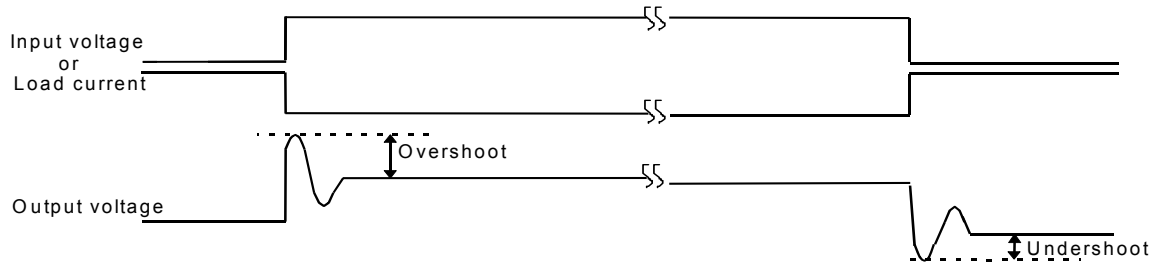 Input voltage
or
Load current
Overshoot
Output voltage
Undershoot